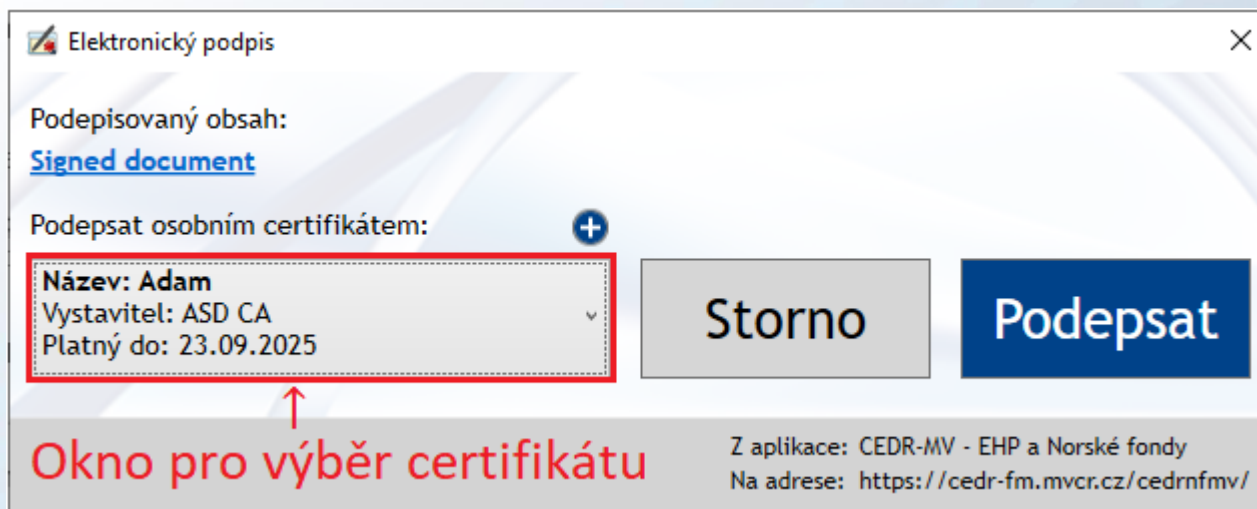 Elektronický podpis
Podepisovaný obsah:
Signed document
Podepsat osobním certifikátem:
Název: Adam
Vystavitel: ASD CA
Platný do: 23.09.2025
Storno
Podepsat
Okno pro výběr certifikátu
Z aplikace: CEDR-MV - EHP a Norské fondy
Na adrese: https://cedr-fm.mvcr.cz/cedrnfmv/